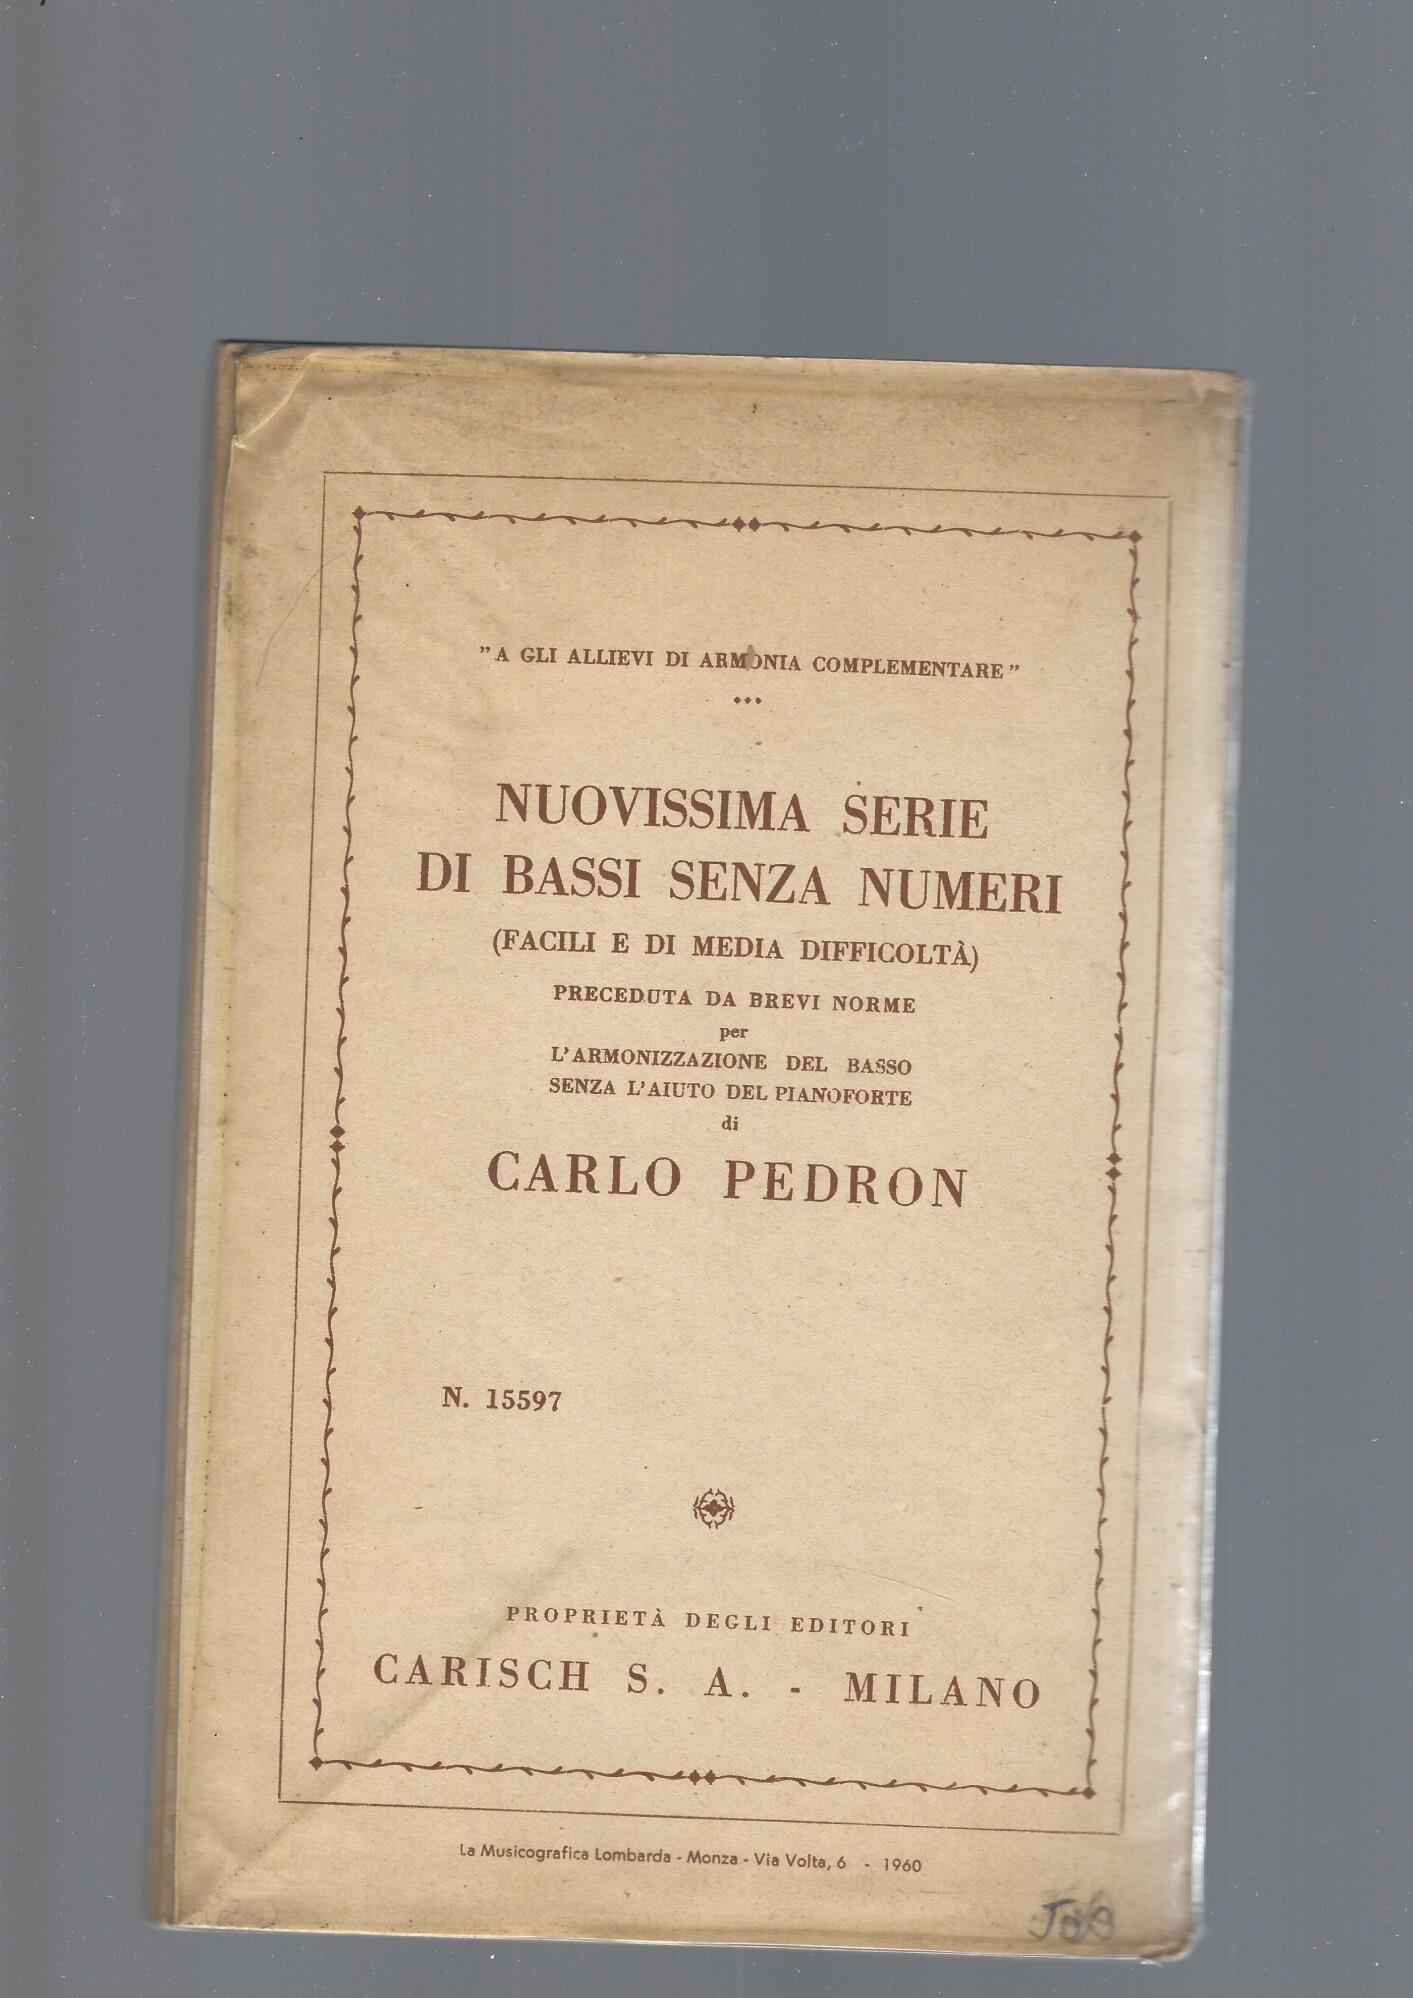 "A GLI ALLIEVI DI ARMONIA COMPLEMENTARE"
NUOVISSIMA SERIE
DI BASSI SENZA NUMERI
(FACILI E DI MEDIA DIFFICOLTÀ)
PRECEDUTA DA BREVI NORME
per
L'ARMONIZZAZIONE DEL BASSO
SENZA L'AIUTO DEL PIANOFORTE
di
CARLO PEDRON
N. 15597
PROPRIETÀ DEGLI EDITORI
CARISCH S. A. - MILANO
La Musicografica Lombarda - Monza - Via Volta, 6 - 1960